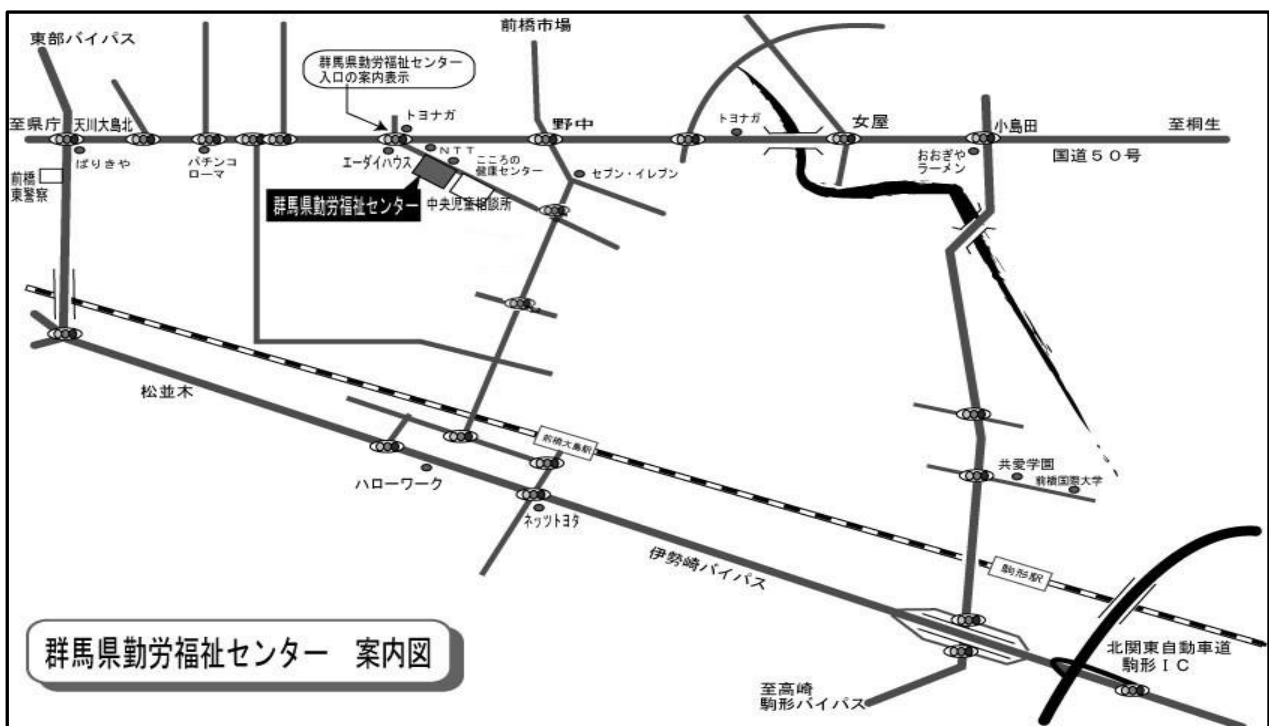 東部バイパス
前橋市場
群馬県勤労福祉センター
入口の案内表示
至県庁
天川大島北
トヨナガ
野中
トヨナガ
女屋
小島田
至桐生
国道50号
ばりきや
パチンコ
ローマ
エーダイハウス
NTT
こころの
健康センター
セブン・イレブン
おおぎや
ラーメン
前橋
東警察
群馬県勤労福祉センター
中央児童相談所
松並木
前橋大島駅
ハローワーク
ネッツトヨタ
共愛学園
前橋国際大学
伊勢崎バイパス
駒形駅
北関東自動車道
駒形IC
至高崎
駒形バイパス
群馬県勤労福祉センター 案内図